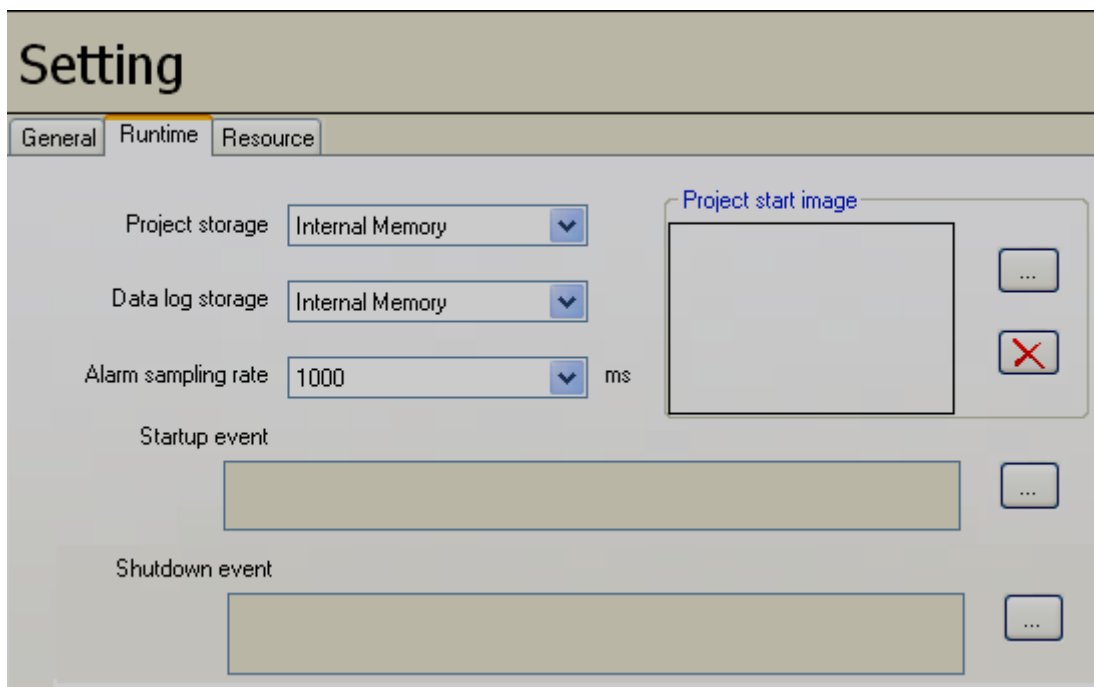 Setting
General Runtime Resource
Project storage Internal Memory
Data log storage Internal Memory
Alarm sampling rate 1000 ms
Project start image
...
Startup event
...
Shutdown event
...